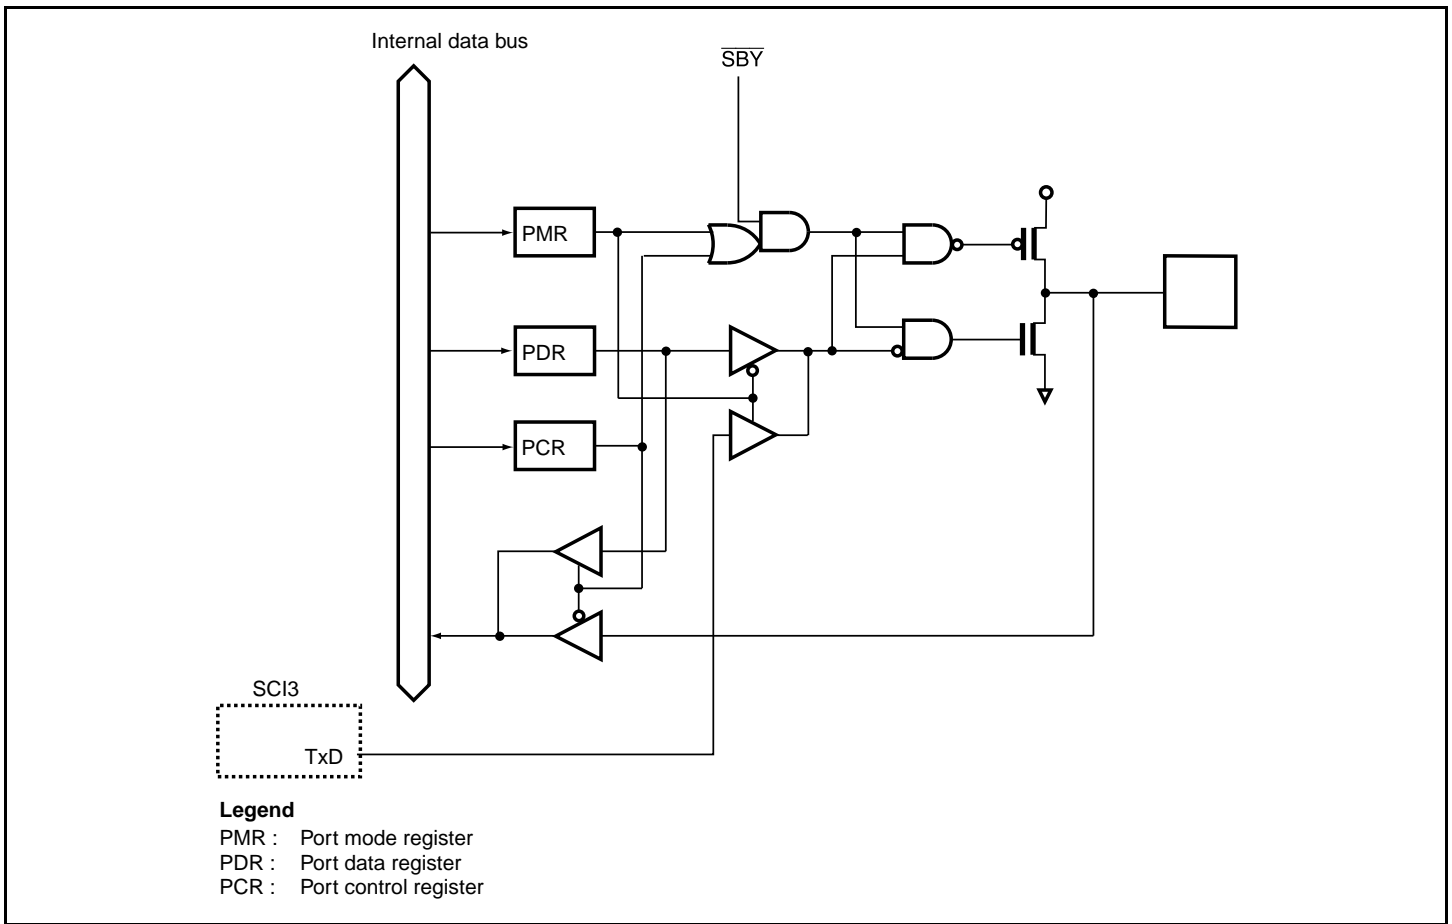 Internal data bus
SBY
PMR
PDR
PCR
SCI3
TxD
Legend
PMR : Port mode register
PDR : Port data register
PCR : Port control register